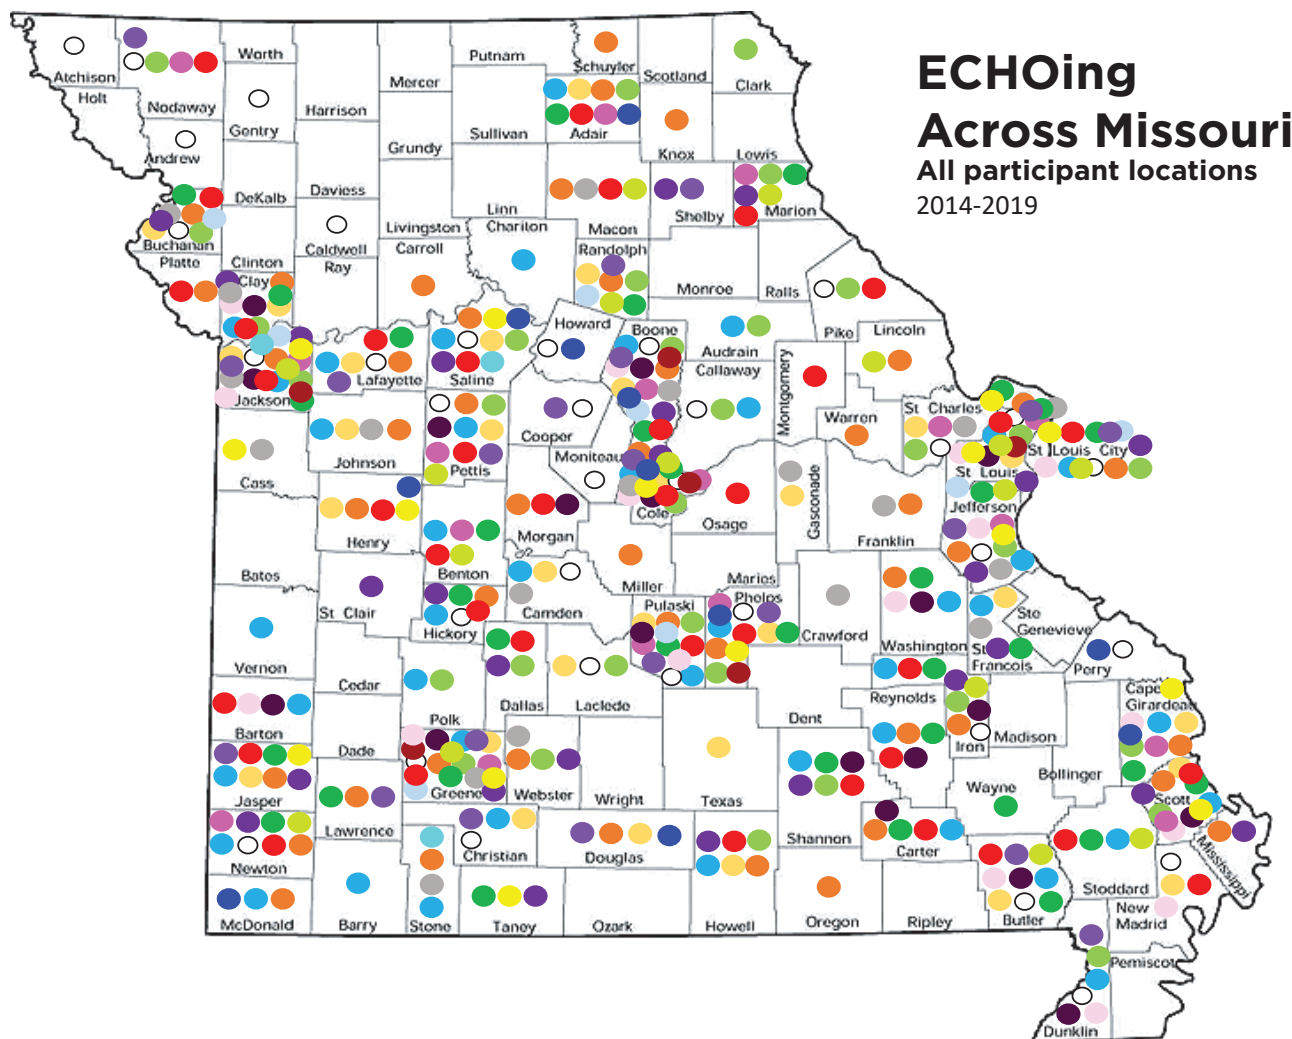 ECHOing
Across Missouri
All participant locations
2014-2019
Atchison
Holt
Nodaway
Worth
Gentry
Andrew
Harrison
Mercer
Grundy
Putnam
Sullivan
Schuyler
Adair
Scotland
Knox
Clark
Lewis
DeKalb
Daviess
Livingston
Linn
Macon
Shelby
Marion
Buchanan
Platte
Clinton
Clay
Caldwell
Ray
Carroll
Chariton
Randolph
Monroe
Ralls
Pike
Lincoln
Howard
Boone
Audrain
Callaway
Montgomery
Warren
St Charles
St Louis City
St Louis
Jackson
Lafayette
Saline
Cooper
Moniteau
Cole
Osage
Gasconade
Franklin
Jefferson
Cass
Johnson
Pettis
Morgan
Henry
Benton
Miller
Maries
Bates
St Clair
Hickory
Camden
Pulaski
Phelps
Crawford
Washington
Ste
Genevieve
St
Francois
Perry
Vernon
Cedar
Polk
Dallas
Laclede
Dent
Reynolds
Iron
Madison
Cape
Girardeau
Barton
Dade
Greene
Webster
Wright
Texas
Shannon
Wayne
Bollinger
Scott
Mississippi
Jasper
Lawrence
Christian
Douglas
Carter
Newton
Stoddard
Butler
McDonald
Barry
Stone
Taney
Ozark
Howell
Oregon
Ripley
New
Madrid
Pemiscot
Dunklin